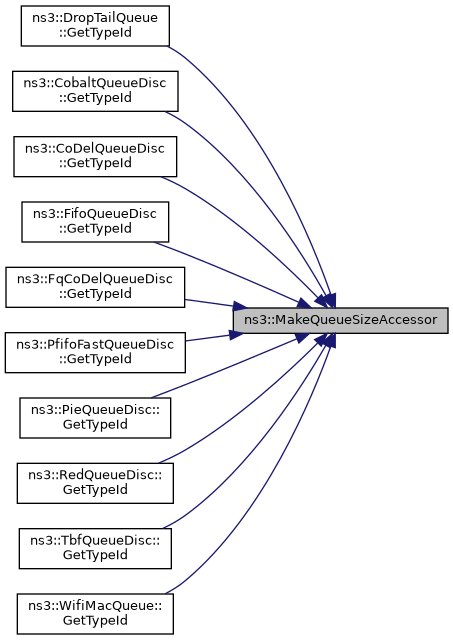 ns3::DropTailQueue
::GetTypeId
ns3::CobaltQueueDisc
::GetTypeId
ns3::CoDelQueueDisc
::GetTypeId
ns3::FifoQueueDisc
::GetTypeId
ns3::FqCoDelQueueDisc
::GetTypeId
ns3::MakeQueueSizeAccessor
ns3::PfifoFastQueueDisc
::GetTypeId
ns3::PieQueueDisc::
GetTypeId
ns3::RedQueueDisc::
GetTypeId
ns3::TbfQueueDisc::
GetTypeId
ns3::WifiMacQueue::
GetTypeId